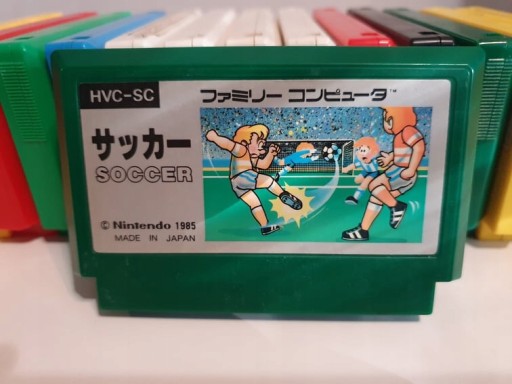 HVC-SC
ファミリー コンピュータ™
サッカー
SOCCER
© Nintendo 1985
MADE IN JAPAN